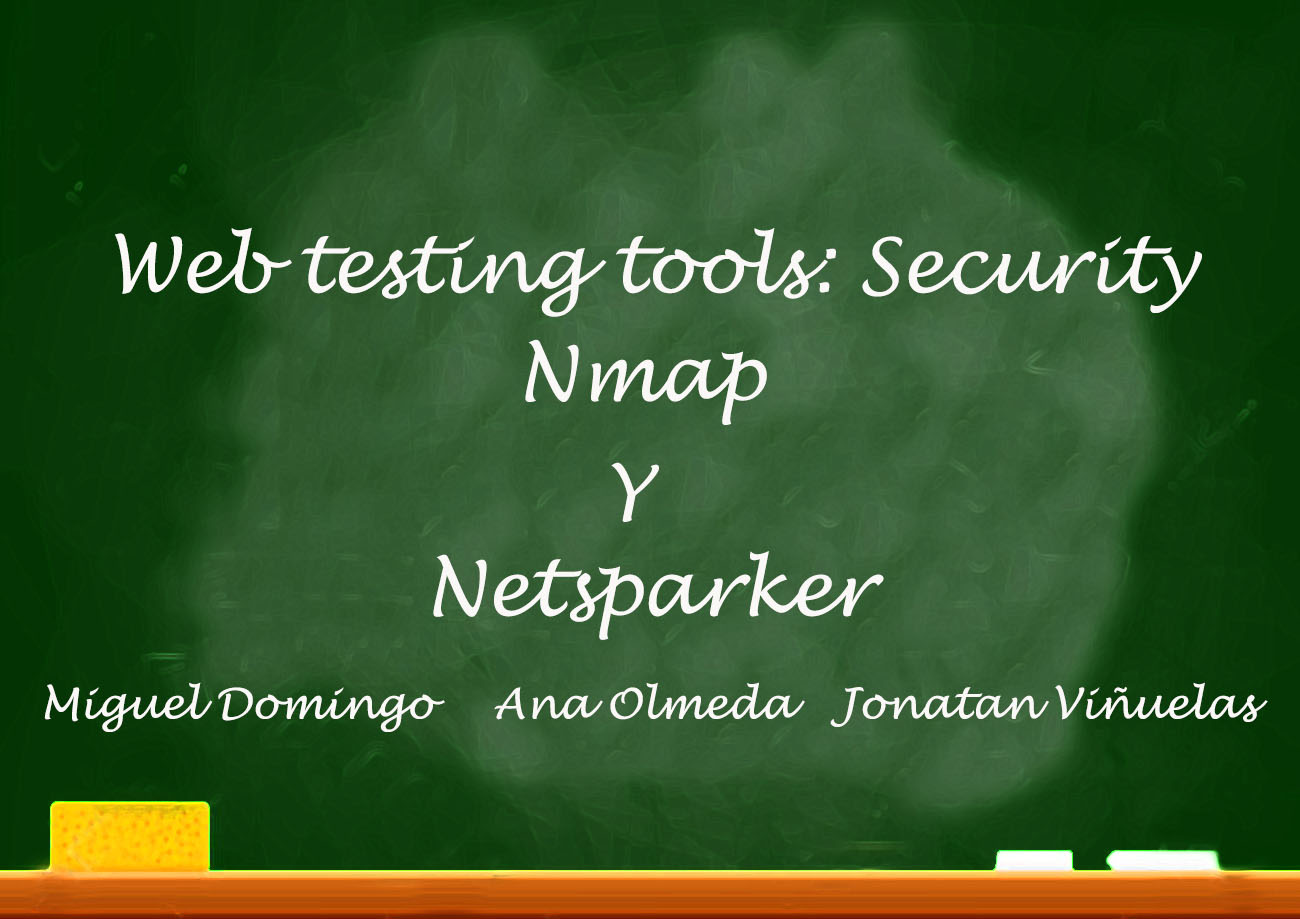 Web testing tools: Security
Nmap
Y
Netsparker
Miguel Domingo Ana Olmeda Jonatan Viñuelas